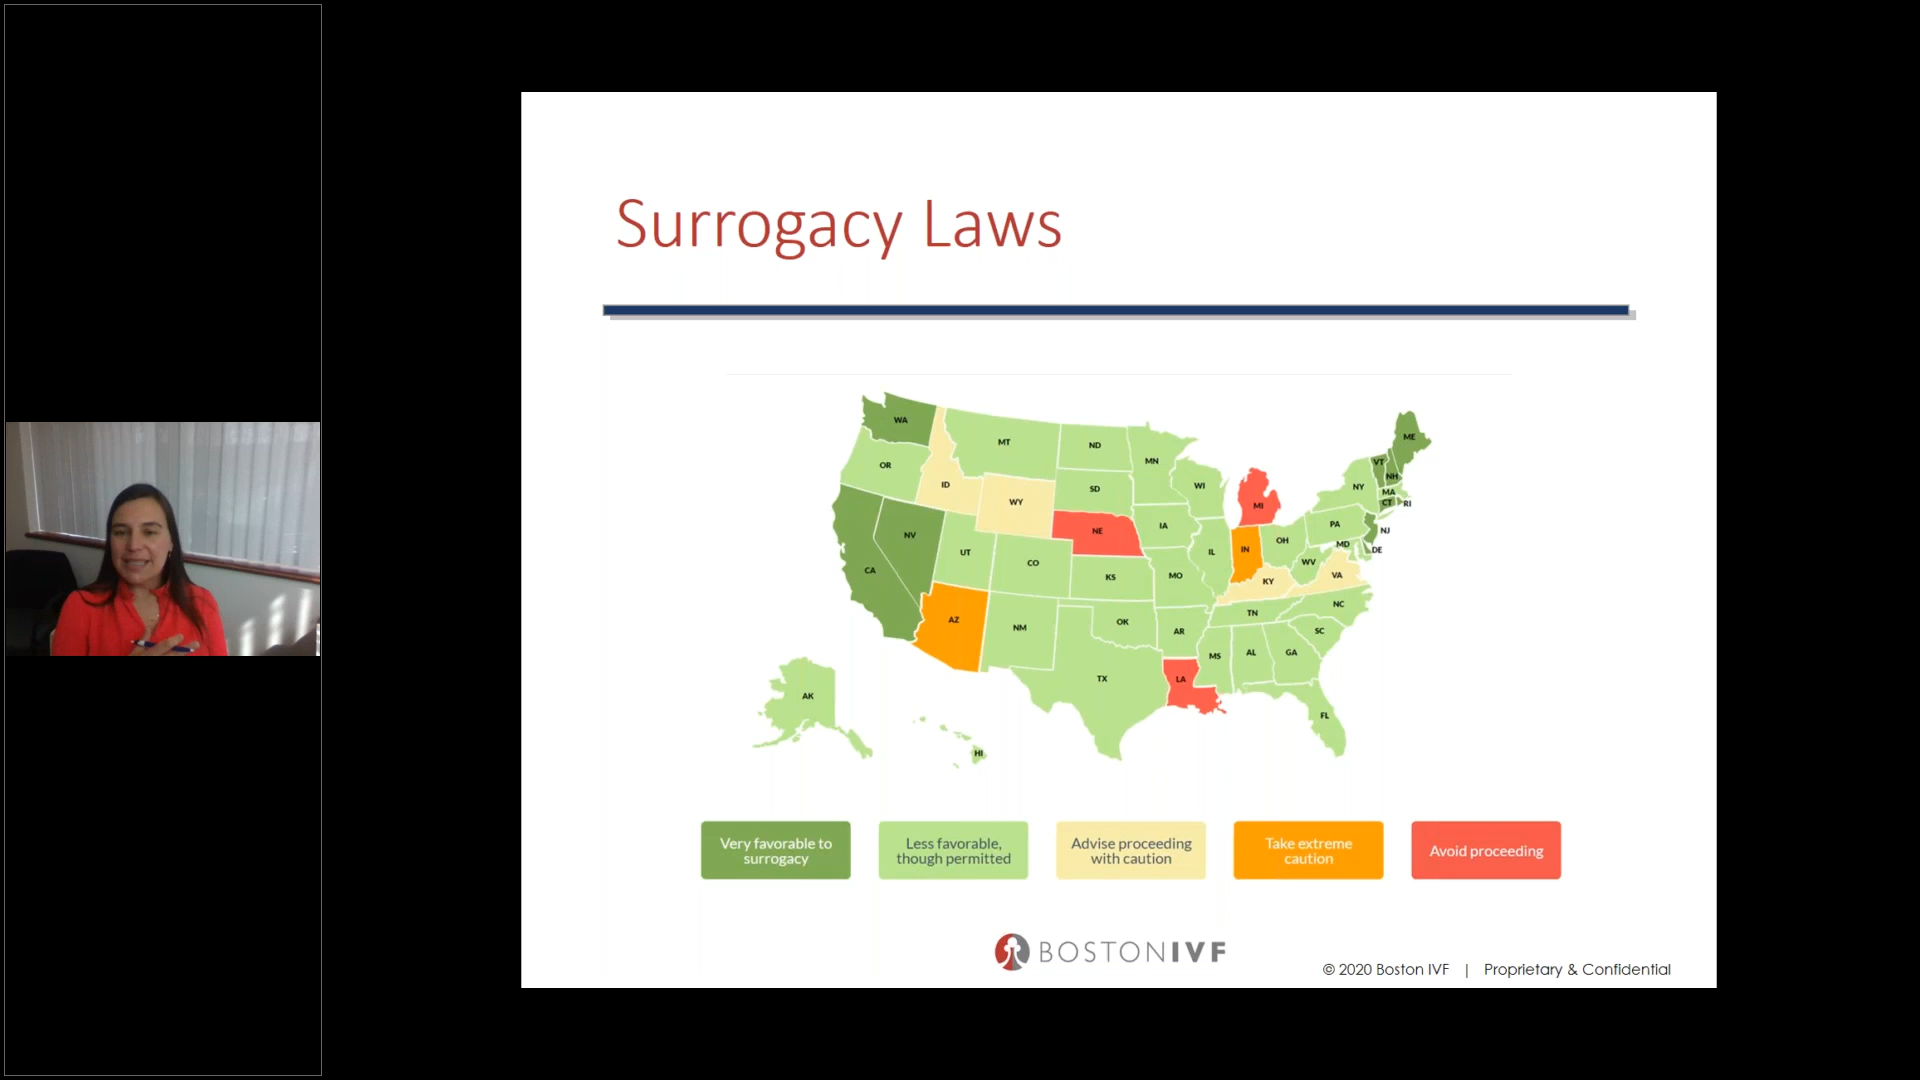 Surrogacy Laws
WA
MT
ND
MN
ME
OR
ID
WY
SD
WI
MI
NY
VT
NH
MA
CT
RI
NV
UT
CO
NE
IA
IL
IN
OH
PA
NJ
MD
DE
CA
KS
MO
KY
WV
VA
AZ
NM
OK
AR
TN
NC
SC
TX
LA
MS
AL
GA
FL
AK
HI
Very favorable to
surrogacy
Less favorable,
though permitted
Advise proceeding
with caution
Take extreme
caution
Avoid proceeding
BOSTONIVF
© 2020 Boston IVF | Proprietary & Confidential